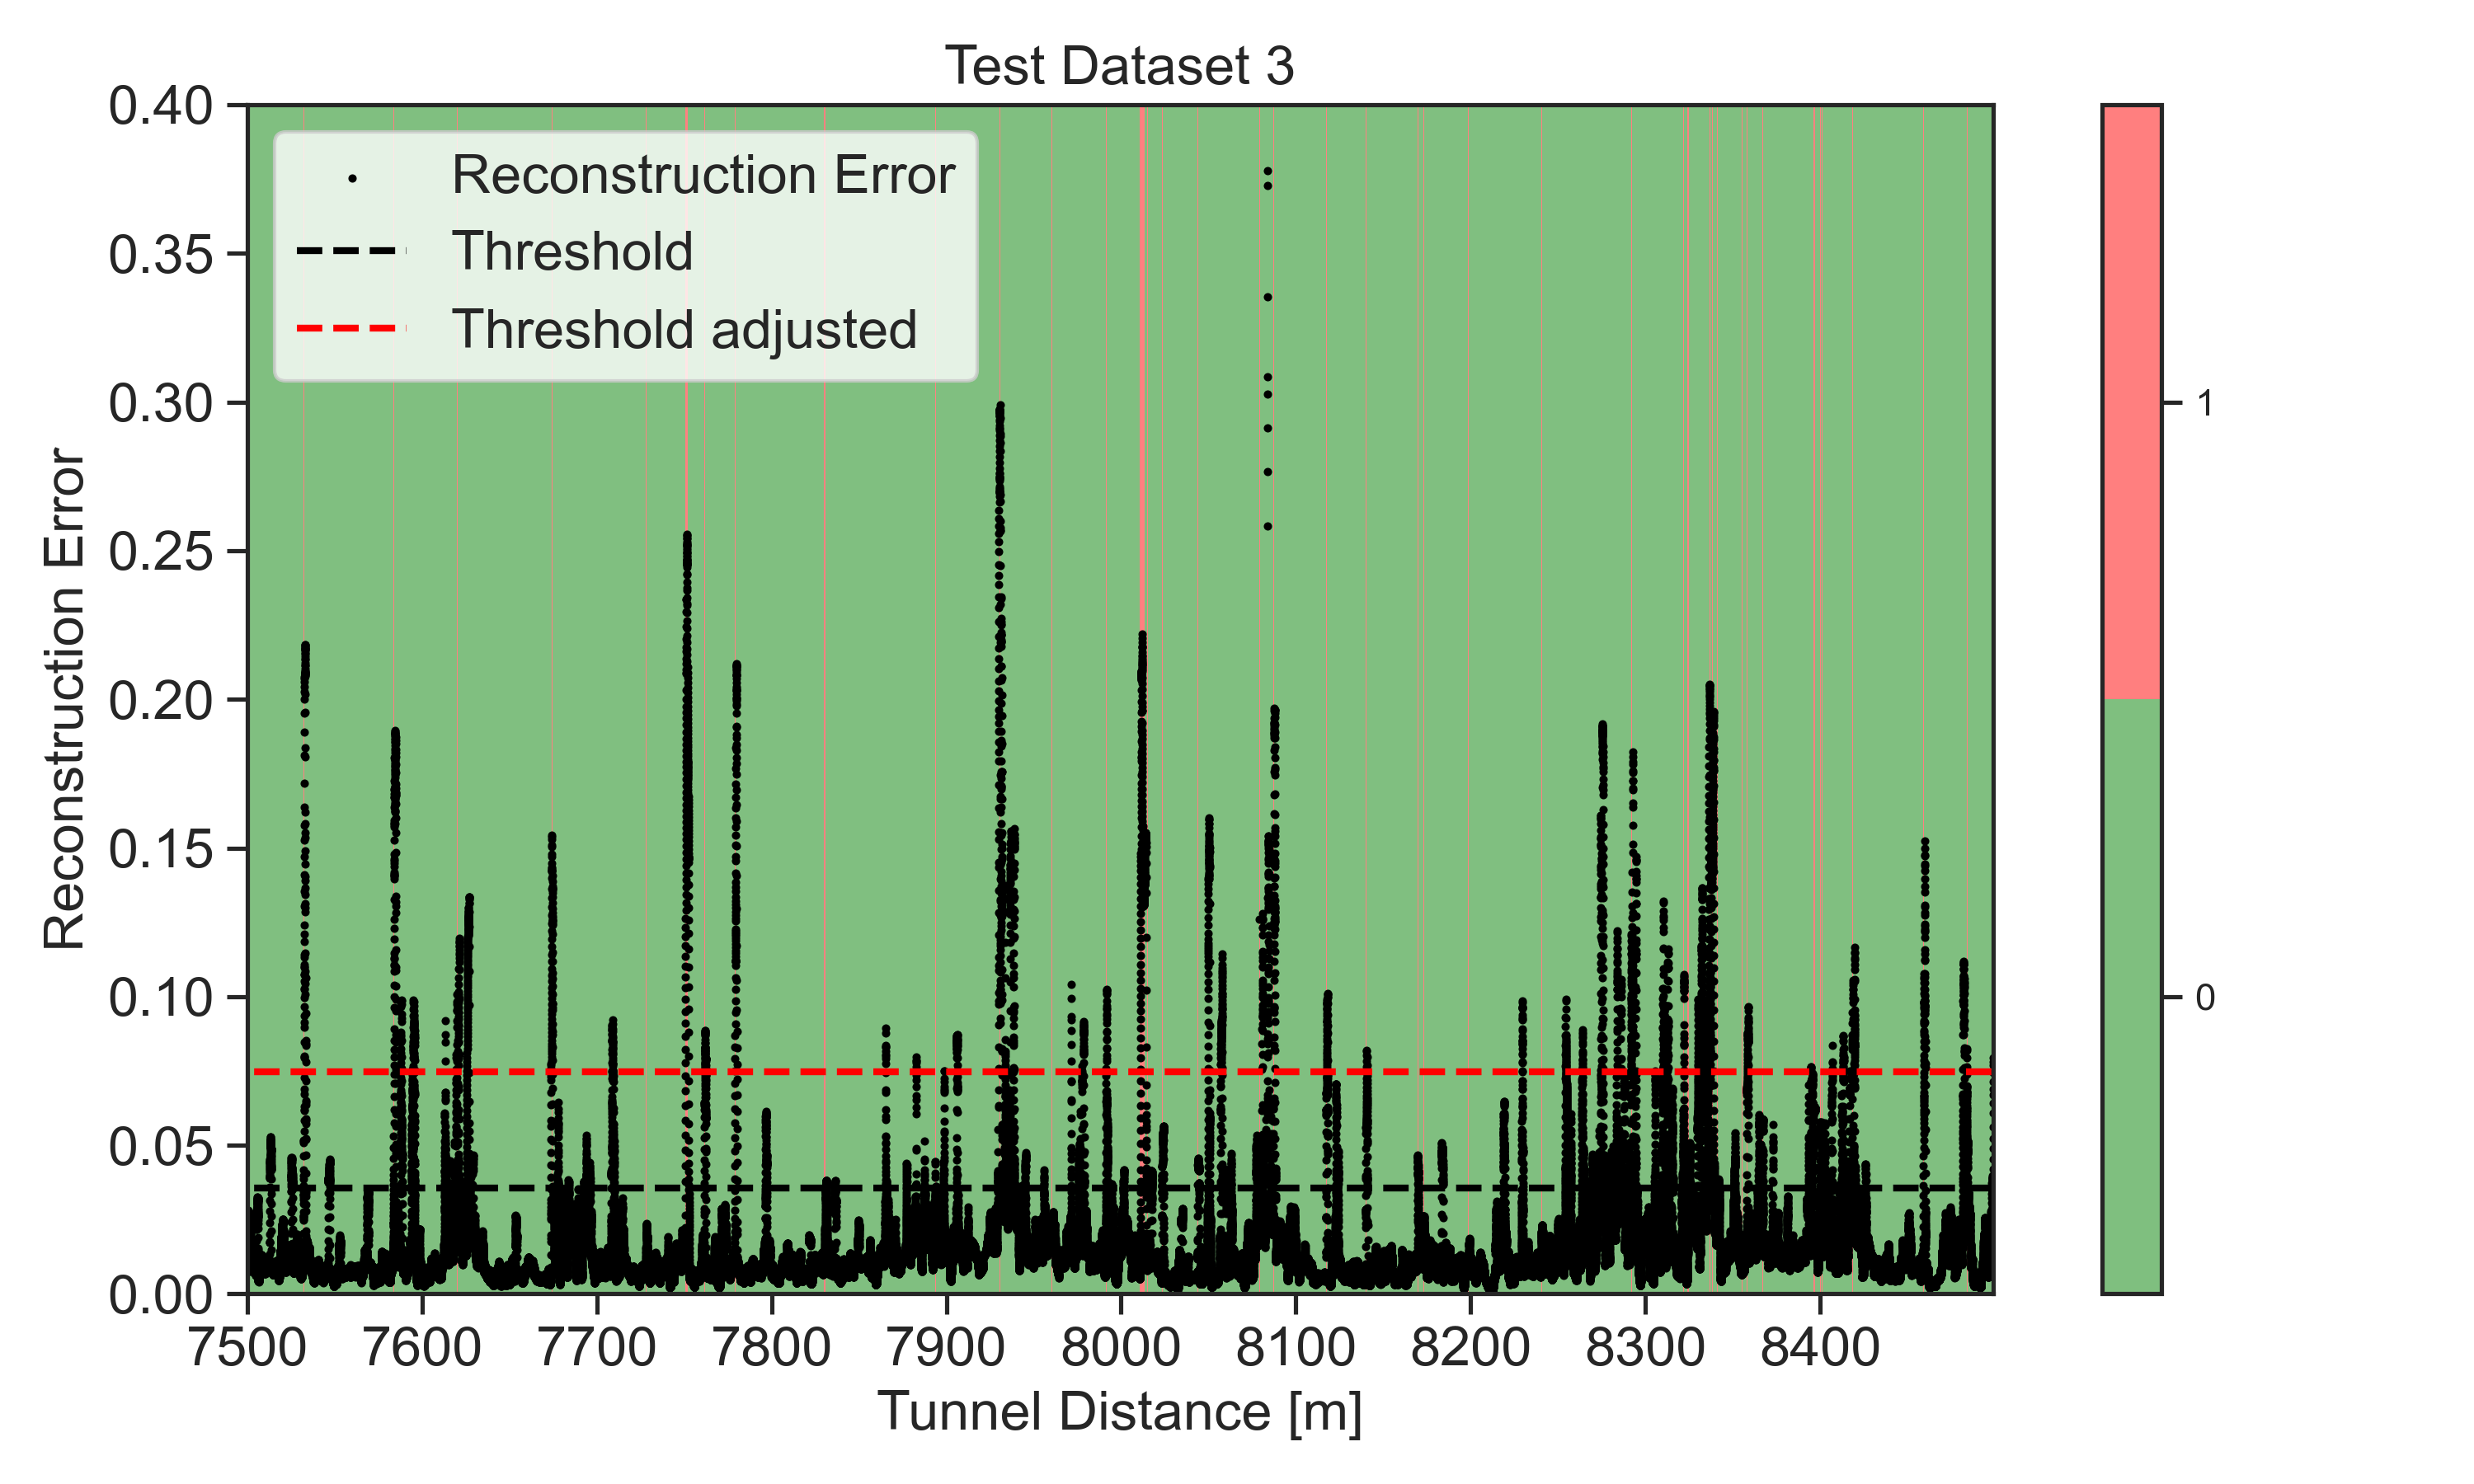 Test Dataset 3
Reconstruction Error
Threshold
Threshold adjusted
Reconstruction Error
0.40
0.35
0.30
0.25
0.20
0.15
0.10
0.05
0.00
7500 7600 7700 7800 7900 8000 8100 8200 8300 8400
Tunnel Distance [m]
1
0